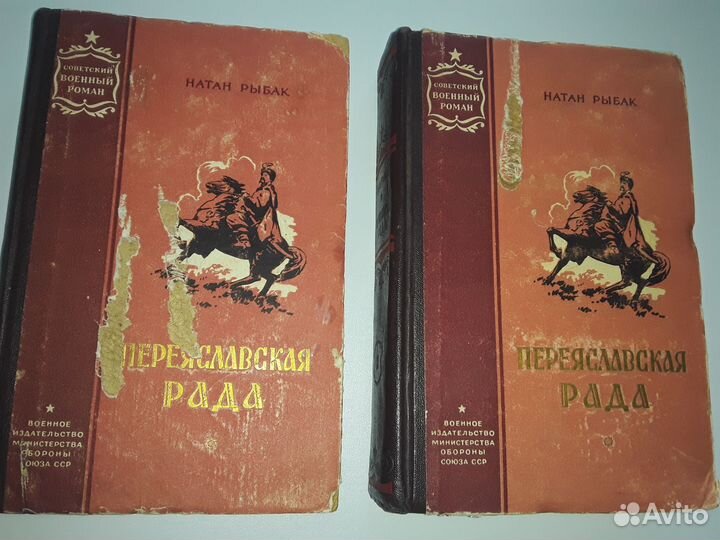 СОВЕТСКИЙ
ВОЕННЫЙ
РОМАН
НАТАН РЫБАК
ПЕРЕЯСЛАВСКАЯ
РАДА
ВОЕННОЕ
ИЗДАТЕЛЬСТВО
МИНИСТЕРСТВА
ОБОРОНЫ
СОЮЗА ССР
СОВЕТСКИЙ
ВОЕННЫЙ
РОМАН
НАТАН РЫБАК
ПЕРЕЯСЛАВСКАЯ
РАДА
ВОЕННОЕ
ИЗДАТЕЛЬСТВО
МИНИСТЕРСТВА
ОБОРОНЫ
СОЮЗА ССР
Avito